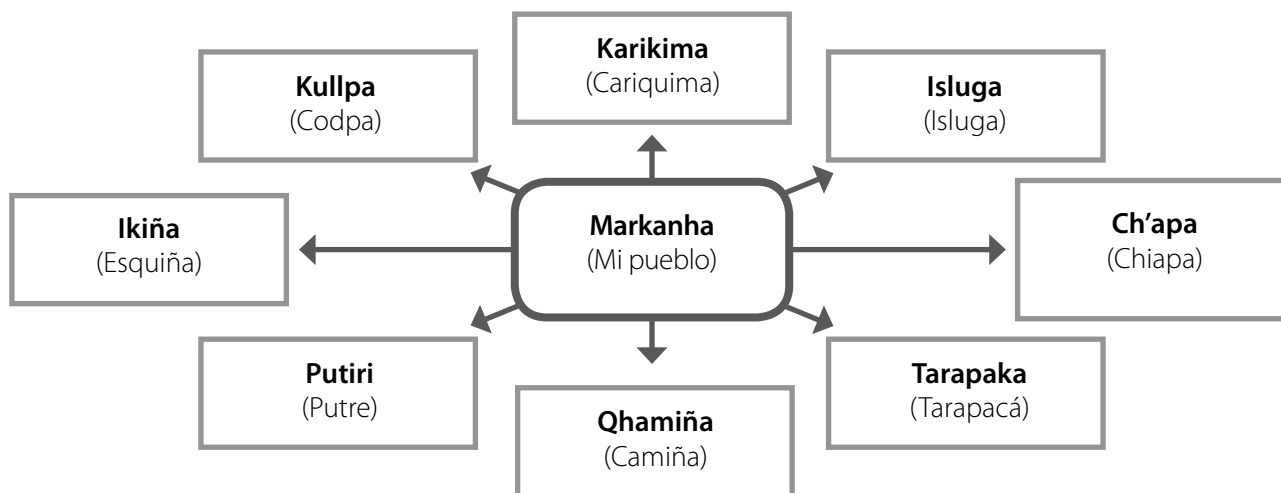 Karikima
(Cariquima)
Kullpa
(Codpa)
Isluga
(Isluga)
Ikiña
(Esquiña)
Markanha
(Mi pueblo)
Ch’apa
(Chiapa)
Putiri
(Putre)
Qhamiña
(Camiña)
Tarapaka
(Tarapacá)